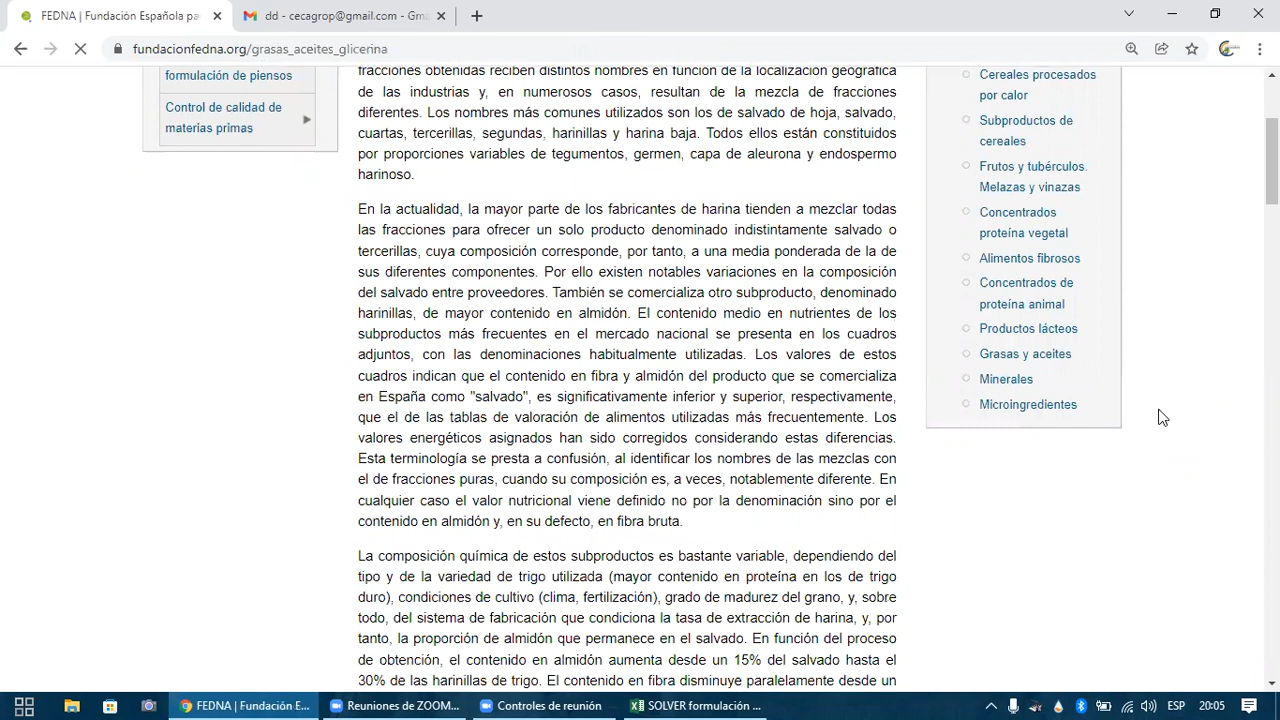 FEDNA | Fundación Española pa
dd - cecagrop@gmail.com - Gm
fundacionfedna.org/grasas_aceites_glicerina
formulación de piensos
Control de calidad de
materias primas
fracciones obtenidas reciben distintos nombres en función de la localización geográfica
de las industrias y, en numerosos casos, resultan de la mezcla de fracciones
diferentes. Los nombres más comunes utilizados son los de salvado de hoja, salvado,
cuartas, tercerillas, segundas, harinillas y harina baja. Todos ellos están constituidos
por proporciones variables de tegumentos, germen, capa de aleurona y endospermo
harinoso.
En la actualidad, la mayor parte de los fabricantes de harina tienden a mezclar todas
las fracciones para ofrecer un solo producto denominado indistintamente salvado o
tercerillas, cuya composición corresponde, por tanto, a una media ponderada de la de
sus diferentes componentes. Por ello existen notables variaciones en la composición
del salvado entre proveedores. También se comercializa otro subproducto, denominado
harinillas, de mayor contenido en almidón. El contenido medio en nutrientes de los
subproductos más frecuentes en el mercado nacional se presenta en los cuadros
adjuntos, con las denominaciones habitualmente utilizadas. Los valores de estos
cuadros indican que el contenido en fibra y almidón del producto que se comercializa
en España como "salvado", es significativamente inferior y superior, respectivamente,
que el de las tablas de valoración de alimentos utilizadas más frecuentemente. Los
valores energéticos asignados han sido corregidos considerando estas diferencias.
Esta terminología se presta a confusión, al identificar los nombres de las mezclas con
el de fracciones puras, cuando su composición es, a veces, notablemente diferente. En
cualquier caso el valor nutricional viene definido no por la denominación sino por el
contenido en almidón y, en su defecto, en fibra bruta.
La composición química de estos subproductos es bastante variable, dependiendo del
tipo y de la variedad de trigo utilizada (mayor contenido en proteína en los de trigo
duro), condiciones de cultivo (clima, fertilización), grado de madurez del grano, y, sobre
todo, del sistema de fabricación que condiciona la tasa de extracción de harina, y, por
tanto, la proporción de almidón que permanece en el salvado. En función del proceso
de obtención, el contenido en almidón aumenta desde un 15% del salvado hasta el
30% de las harinillas de trigo. El contenido en fibra disminuye paralelamente desde un
Cereales procesados
por calor
Subproductos de
cereales
Frutos y tubérculos.
Melazas y vinazas
Concentrados
proteína vegetal
Alimentos fibrosos
Concentrados de
proteína animal
Productos lácteos
Grasas y aceites
Minerales
Microingredientes
FEDNA | Fundación E...
Reuniones de ZOOM...
Controles de reunión
SOLVER formulación ...
ESP
20:05